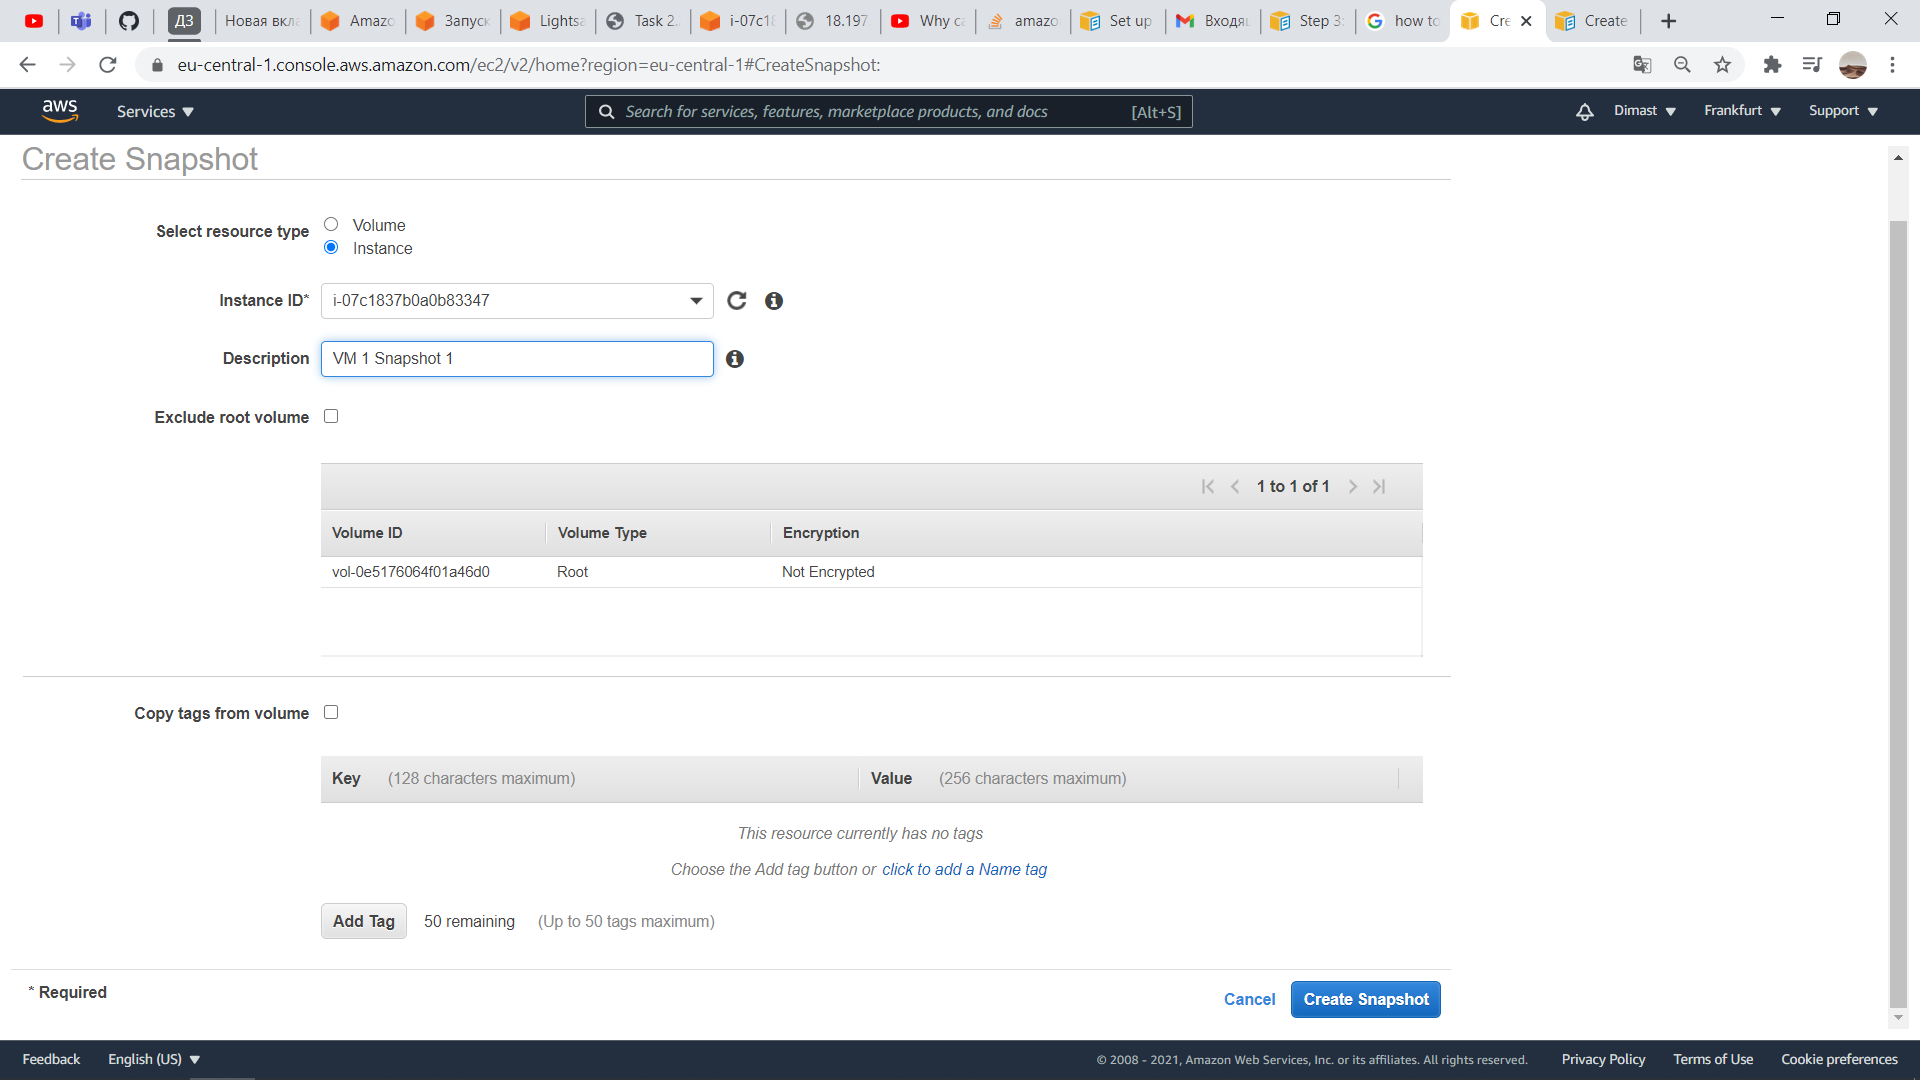 ДЗ
Новая вкла
Amazo
Запуск
Lightsa
Task 2.
i-07c18
18.197
Why ca
amazo
Set up
Входящ
Step 3:
how to
Cre
Create
eu-central-1.console.aws.amazon.com/ec2/v2/home?region=eu-central-1#CreateSnapshot:
aws
Services
Search for services, features, marketplace products, and docs [Alt+S]
Dimast
Frankfurt
Support
Create Snapshot
Select resource type
Volume
Instance
Instance ID* i-07c1837b0a0b83347
Description VM 1 Snapshot 1
Exclude root volume
1 to 1 of 1
Volume ID Volume Type Encryption
vol-0e5176064f01a46d0 Root Not Encrypted
Copy tags from volume
Key (128 characters maximum) Value (256 characters maximum)
This resource currently has no tags
Choose the Add tag button or click to add a Name tag
Add Tag 50 remaining (Up to 50 tags maximum)
* Required
Cancel Create Snapshot
Feedback English (US) © 2008 - 2021, Amazon Web Services, Inc. or its affiliates. All rights reserved. Privacy Policy Terms of Use Cookie preferences